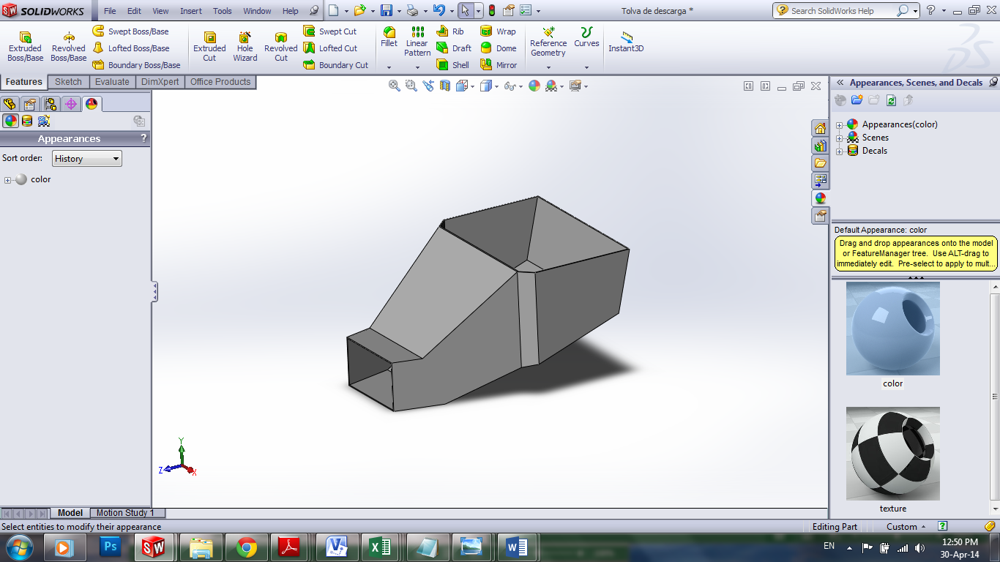 SW SOLIDWORKS File Edit View Insert Tools Window Help Tolva de descarga * Search SolidWorks Help
Extruded Boss/Base
Revolved Boss/Base
Swept Boss/Base
Lofted Boss/Base
Boundary Boss/Base
Extruded Cut
Hole Wizard
Revolved Cut
Swept Cut
Lofted Cut
Boundary Cut
Fillet
Linear Pattern
Rib
Draft
Shell
Wrap
Dome
Mirror
Reference Geometry
Curves
Instant3D
Features Sketch Evaluate DimXpert Office Products
Appearances ?
Sort order: History
color
Appearances, Scenes, and Decals
Appearances(color)
Scenes
Decals
Default Appearance: color
Drag and drop appearances onto the model
or FeatureManager tree. Use ALT-drag to
immediately edit. Pre-select to apply to mult...
color
texture
Y
Z
X
Model Motion Study 1
Select entities to modify their appearance Editing Part Custom
Ps SW W EN 12:50 PM
30-Apr-14